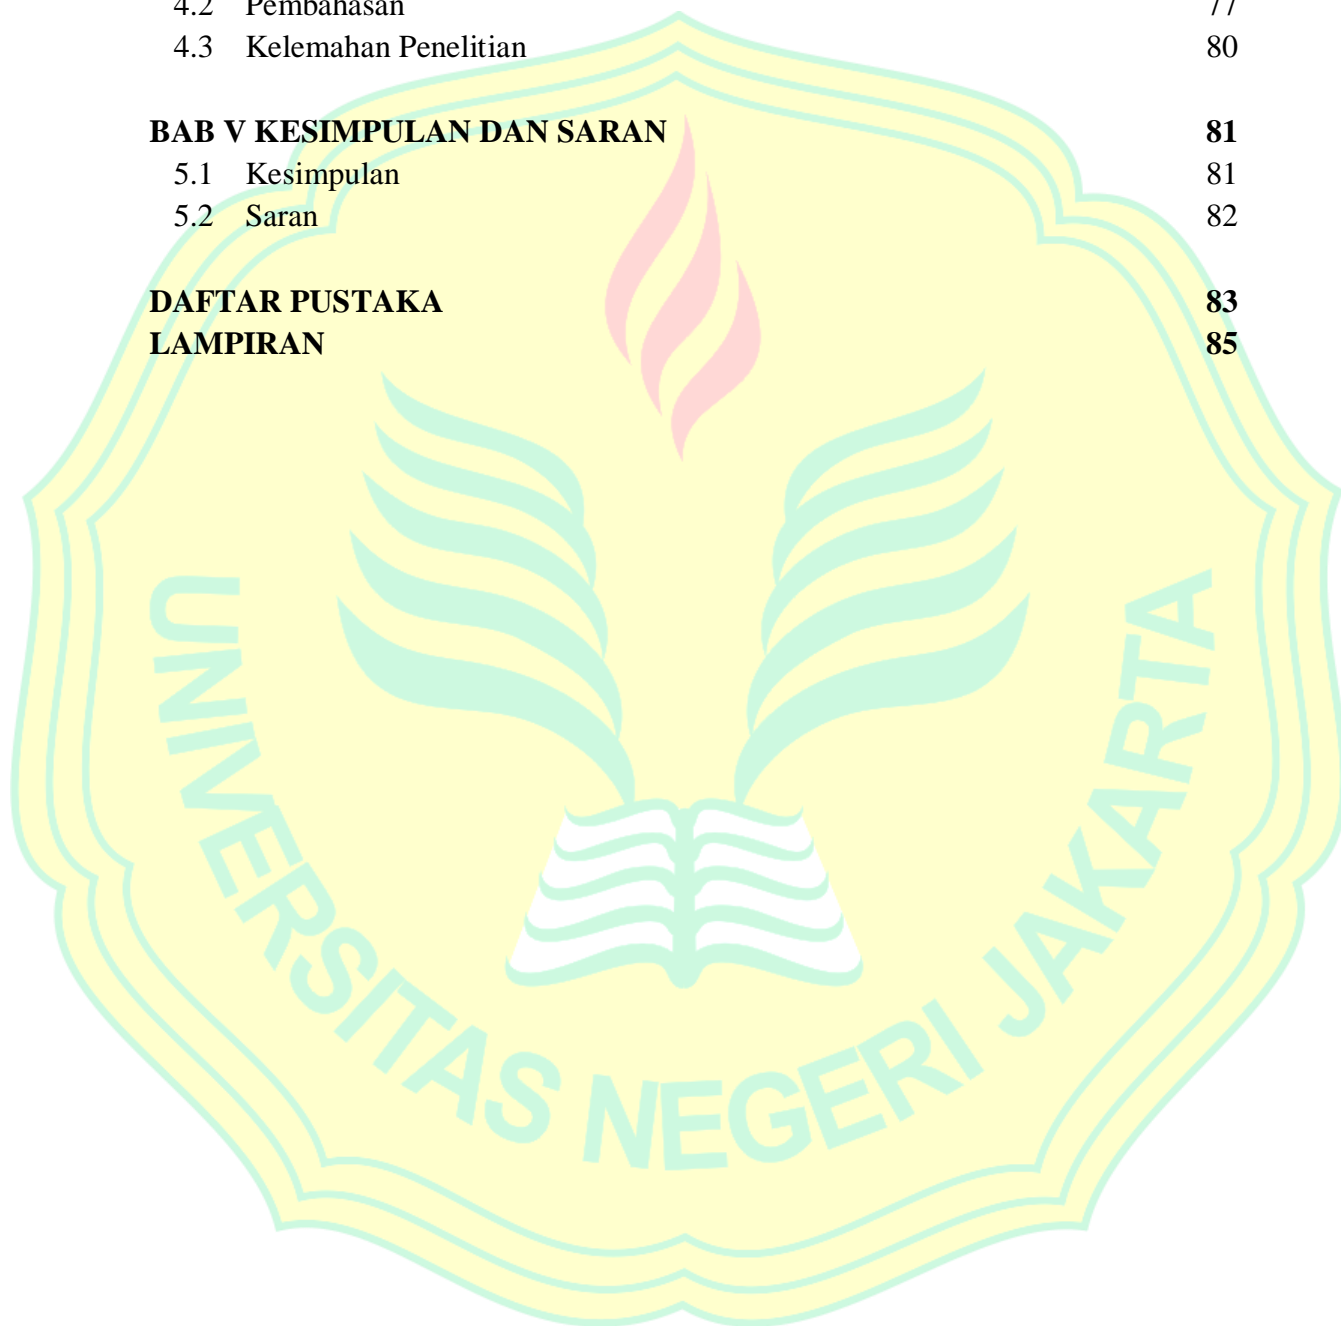 4.2 Pembahasan 77
4.3 Kelemahan Penelitian 80
BAB V KESIMPULAN DAN SARAN 81
5.1 Kesimpulan 81
5.2 Saran 82
DAFTAR PUSTAKA 83
LAMPIRAN 85
UNIVERSITAS NEGERI JAKARTA